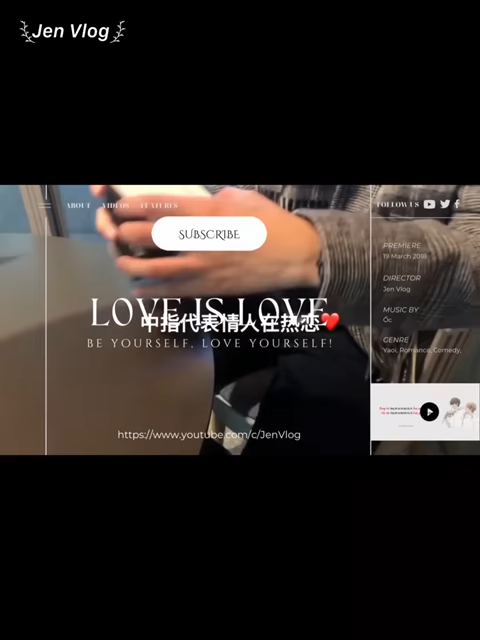 Jen Vlog
ABOUT VIDEOS FEATURES
FOLLOW US
SUBSCRIBE
LOVE IS LOVE
中指代表情人在热恋❤️
BE YOURSELF, LOVE YOURSELF!
https://www.youtube.com/c/JenVlog
PREMIERE
19 March 2018
DIRECTOR
Jen Vlog
MUSIC BY
Ốc
GENRE
Yaoi, Romance, Comedy,